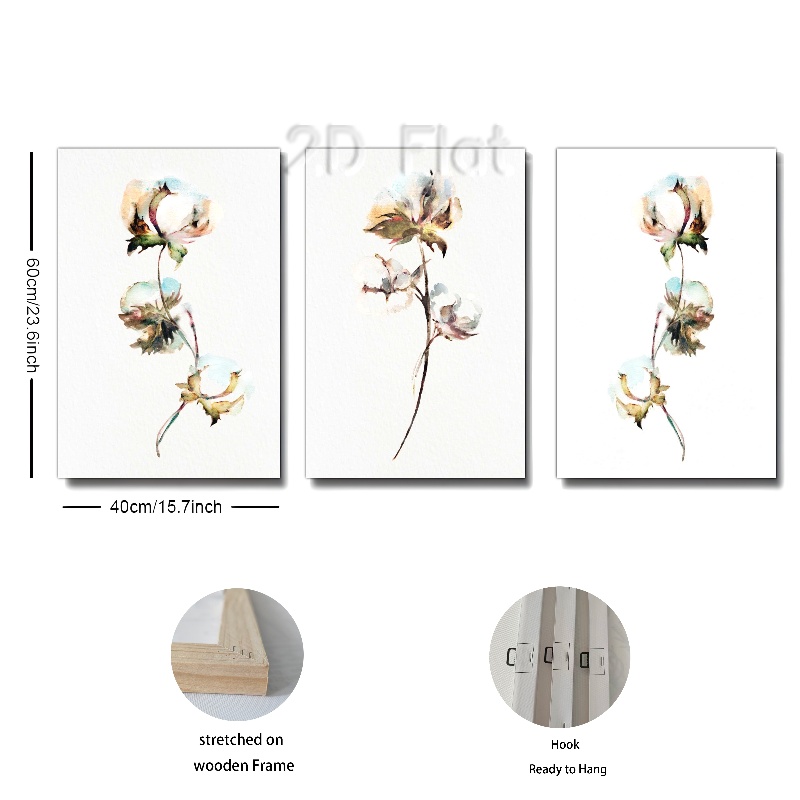 2D Flat
60cm/23.6inch
40cm/15.7inch
stretched on
wooden Frame
Hook
Ready to Hang